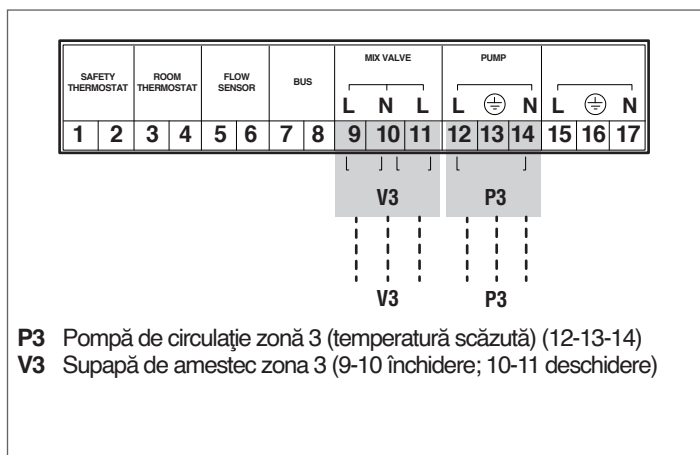 MIX VALVE PUMP
SAFETY THERMOSTAT ROOM THERMOSTAT FLOW SENSOR BUS
L N L L ⏚ N L ⏚ N
1 2 3 4 5 6 7 8 9 10 11 12 13 14 15 16 17
V3 P3
V3 P3
P3 Pompă de circulaţie zonă 3 (temperatură scăzută) (12-13-14)
V3 Supapă de amestec zona 3 (9-10 închidere; 10-11 deschidere)